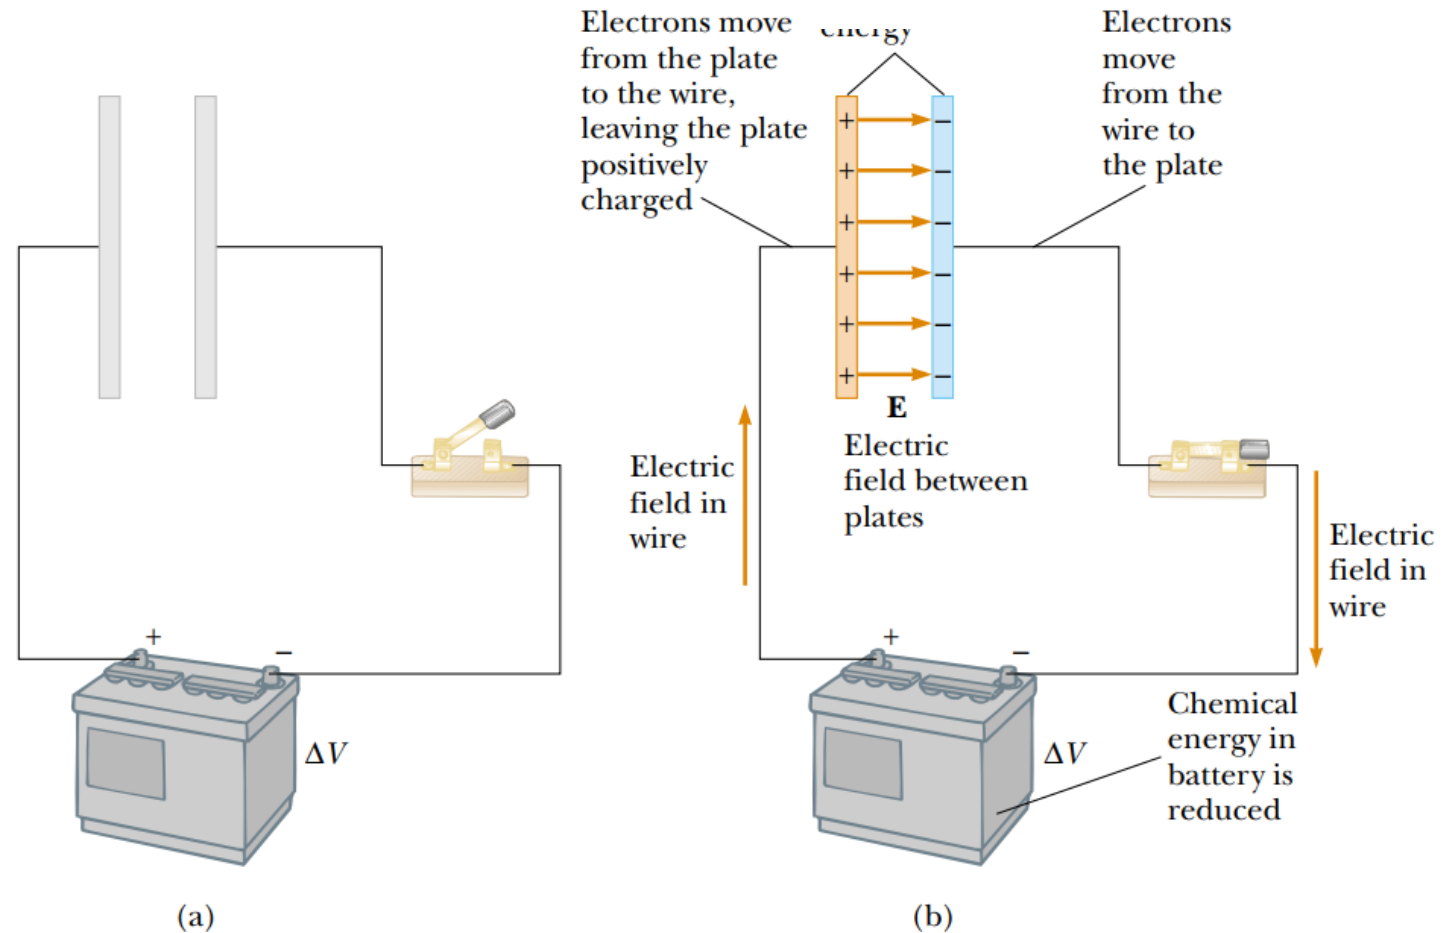 Electrons move
from the plate
to the wire,
leaving the plate
positively
charged
energy
Electrons
move
from the
wire to
the plate
+ −
+ −
+ −
+ −
+ −
+ −
E
Electric
field between
plates
Electric
field in
wire
Electric
field in
wire
+
−
ΔV
+
−
ΔV
Chemical
energy in
battery is
reduced
(a)
(b)